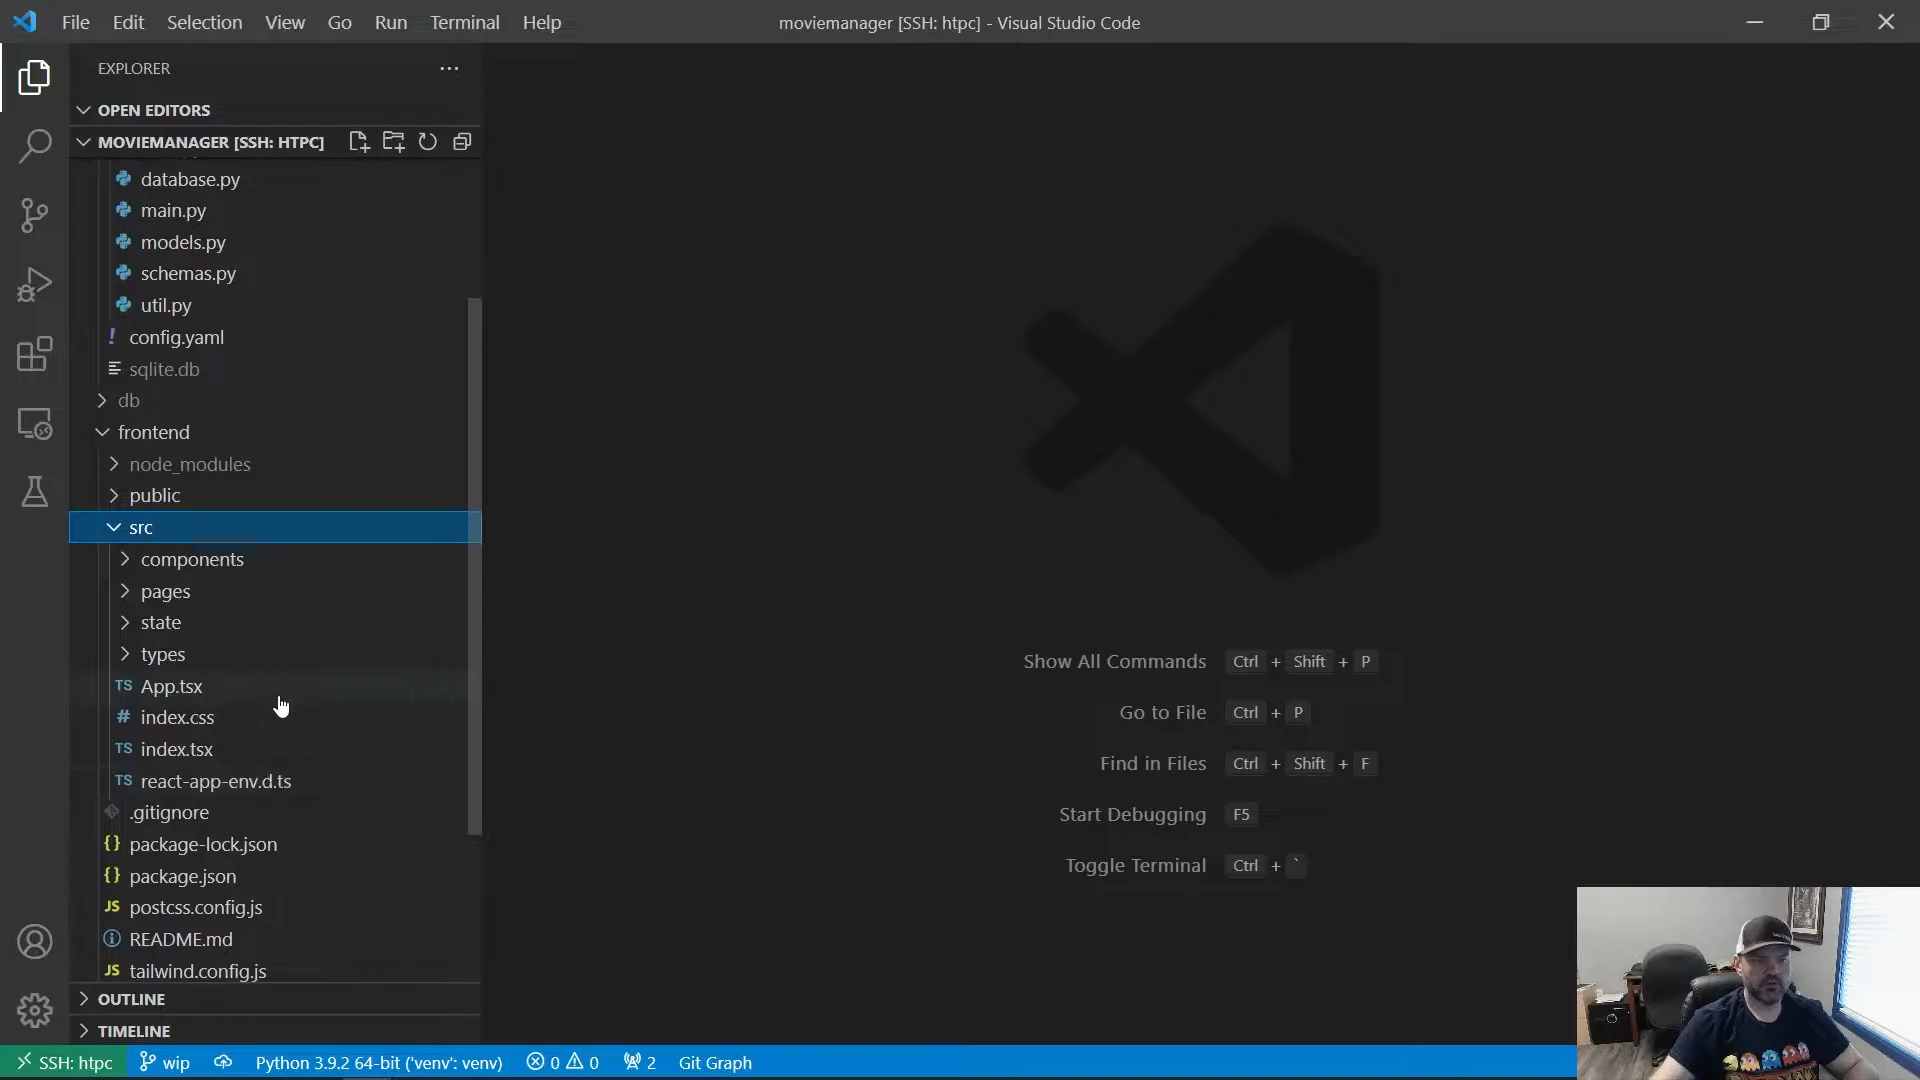 File Edit Selection View Go Run Terminal Help
moviemanager [SSH: htpc] - Visual Studio Code
EXPLORER
OPEN EDITORS
MOVIEMANAGER [SSH: HTPC]
database.py
main.py
models.py
schemas.py
util.py
! config.yaml
sqlite.db
db
frontend
node_modules
public
src
components
pages
state
types
TS App.tsx
# index.css
TS index.tsx
TS react-app-env.d.ts
.gitignore
{} package-lock.json
{} package.json
JS postcss.config.js
README.md
JS tailwind.config.js
OUTLINE
TIMELINE
Show All Commands Ctrl + Shift + P
Go to File Ctrl + P
Find in Files Ctrl + Shift + F
Start Debugging F5
Toggle Terminal Ctrl + `
SSH: htpc wip Python 3.9.2 64-bit ('venv': venv) 0 0 2 Git Graph